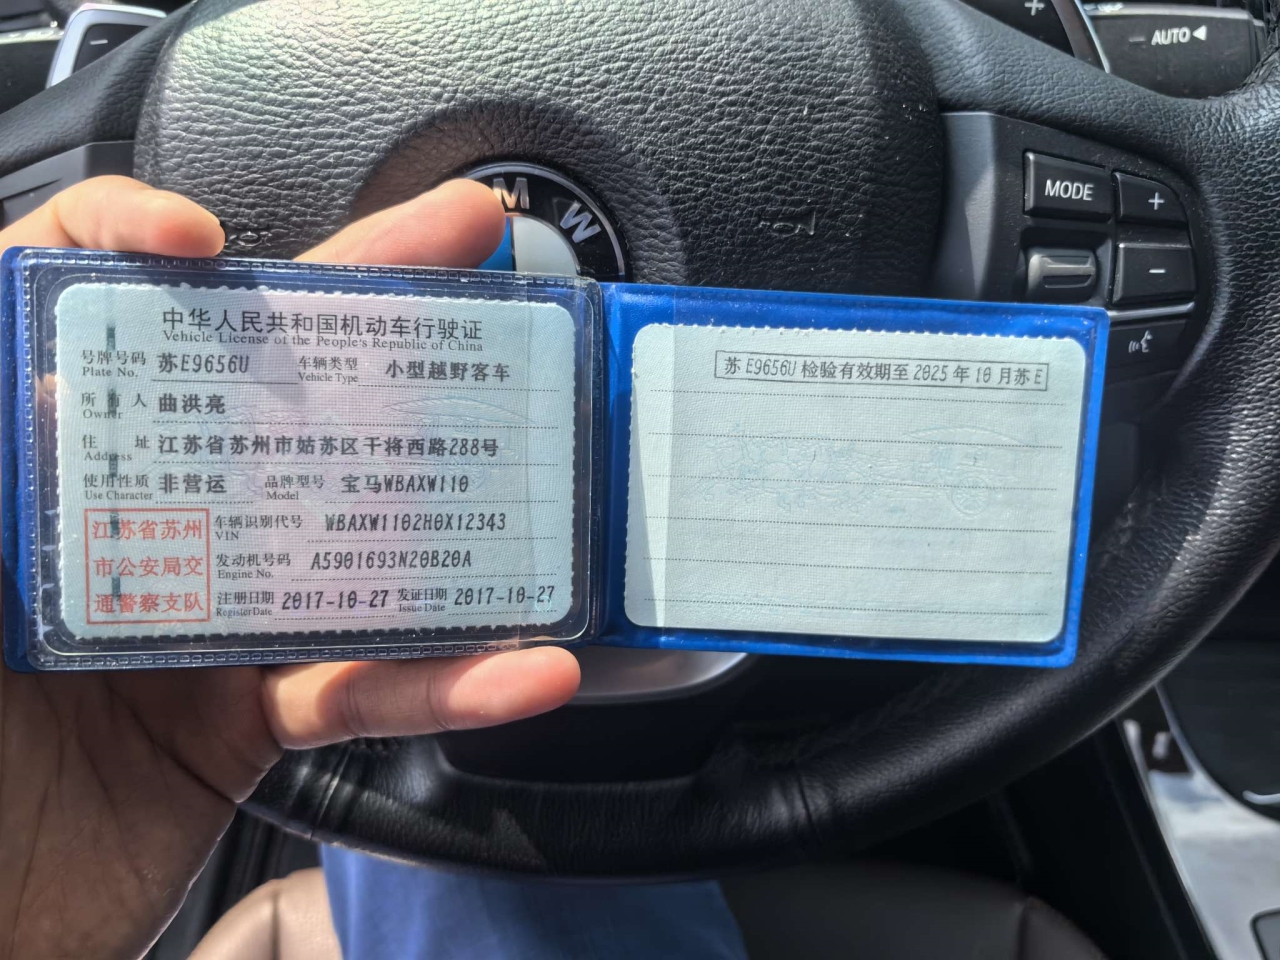 AUTO
M W
MODE
中华人民共和国机动车行驶证
Vehicle License of the People's Republic of China
号牌号码 苏E9656U 车辆类型 小型越野客车
Plate No. Vehicle Type
所有人 曲洪亮
Owner
住 址 江苏省苏州市姑苏区干将西路288号
Address
使用性质 非营运 品牌型号 宝马WBAXW110
Use Character Model
江苏省苏州
市公安局交
通警察支队
车辆识别代号 WBAXW1102H0X12343
VIN
发动机号码 A5901693N20B20A
Engine No.
注册日期 2017-10-27 发证日期 2017-10-27
Register Date Issue Date
苏E9656U检验有效期至2025年10月苏E